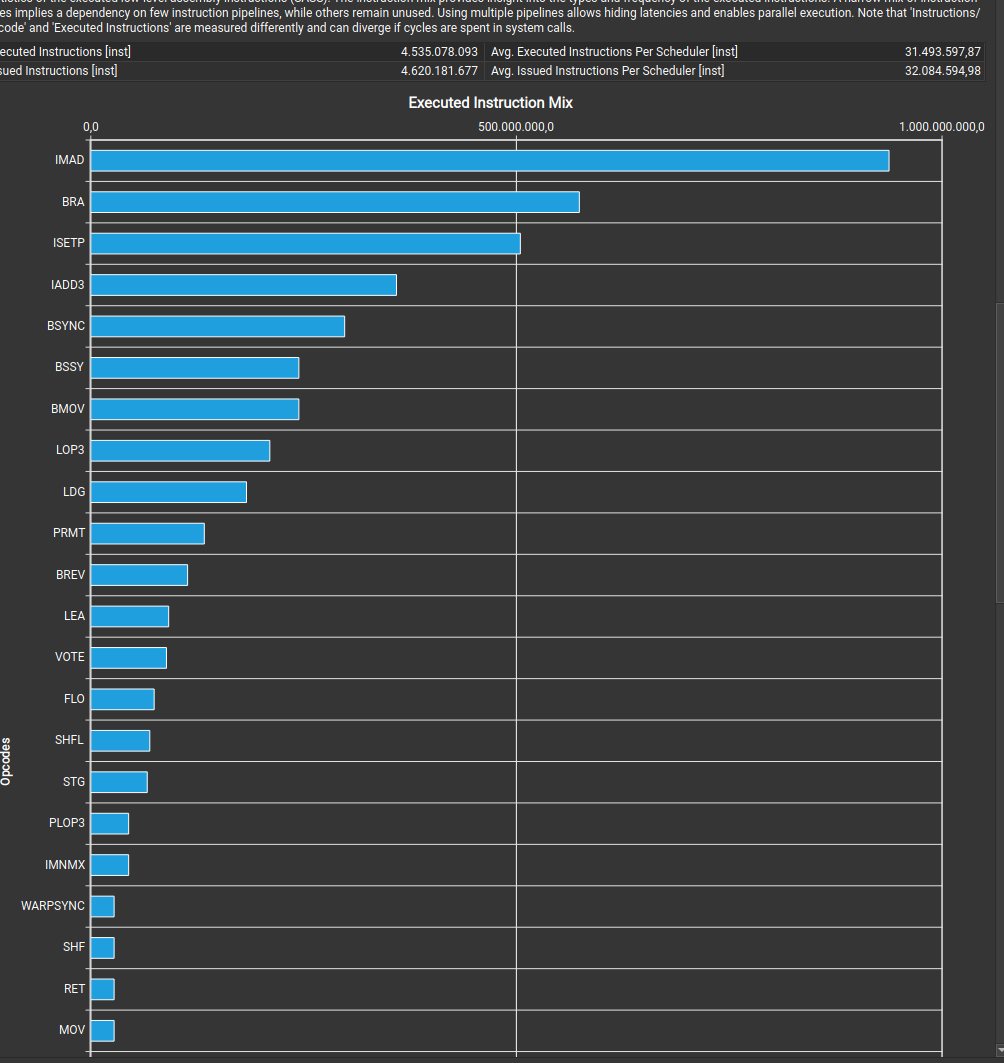 es implies a dependency on few instruction pipelines, while others remain unused. Using multiple pipelines allows hiding latencies and enables parallel execution. Note that 'Instructions/
code' and 'Executed Instructions' are measured differently and can diverge if cycles are spent in system calls.
ecuted Instructions [inst] 4.535.078.093 Avg. Executed Instructions Per Scheduler [inst] 31.493.597,87
sued Instructions [inst] 4.620.181.677 Avg. Issued Instructions Per Scheduler [inst] 32.084.594,98
Executed Instruction Mix
0,0 500.000.000,0 1.000.000.000,0
IMAD
BRA
ISETP
IADD3
BSYNC
BSSY
BMOV
LOP3
LDG
PRMT
BREV
LEA
VOTE
FLO
SHFL
Opcodes
STG
PLOP3
IMNMX
WARPSYNC
SHF
RET
MOV